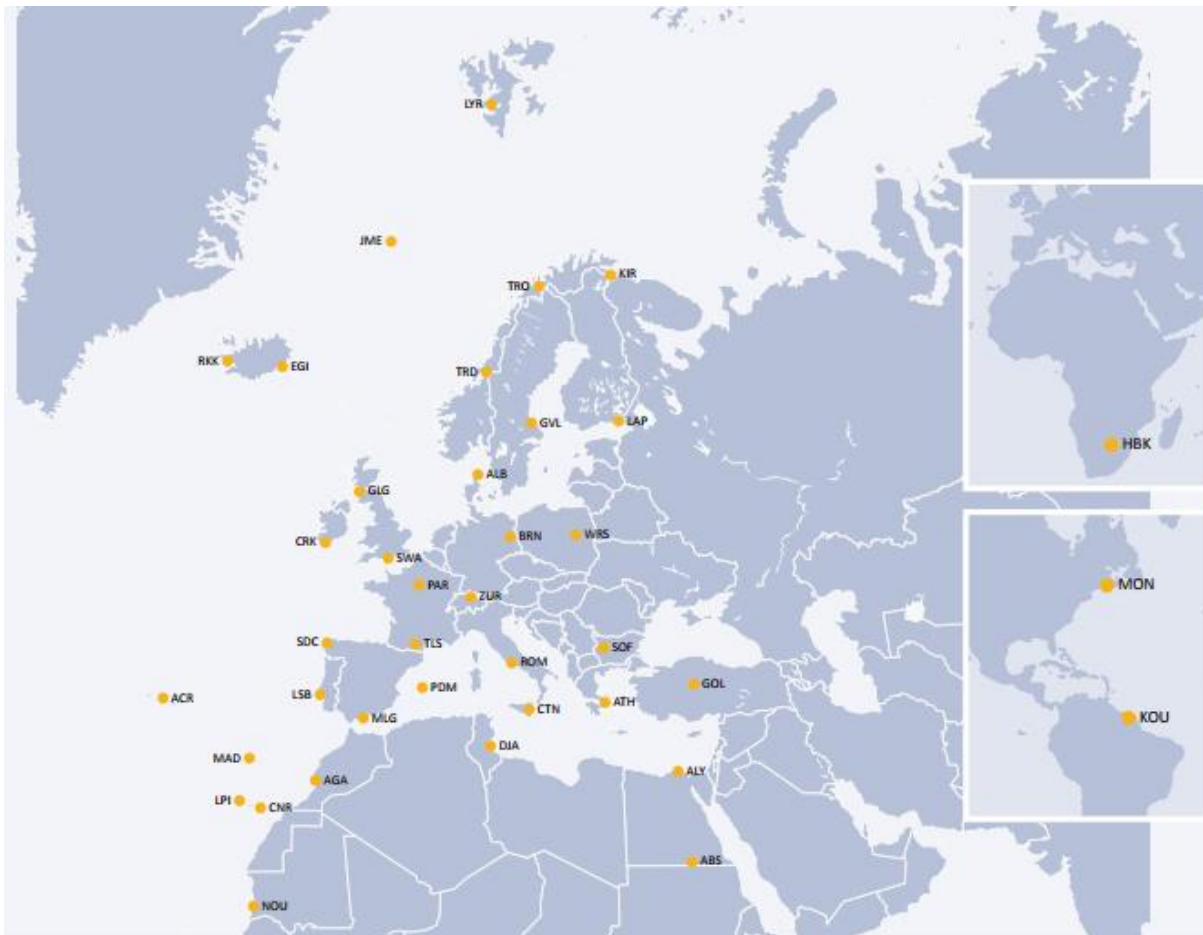 LYR
JME
KIR
TRO
RKK
EGI
TRD
GVL
LAP
HBK
ALB
GLG
CRK
BRN
WRS
SWA
PAR
ZUR
MON
SDC
TLS
SOF
ROM
PDM
GOL
ACR
LSB
ATH
CTN
MLG
KOU
DJA
MAD
ALY
AGA
LPI
CNR
ABS
NOU